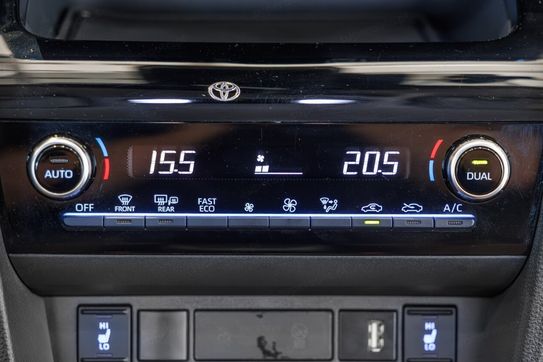 15.5 20.5
AUTO DUAL
OFF FRONT REAR FAST ECO A/C
HI LO HI LO